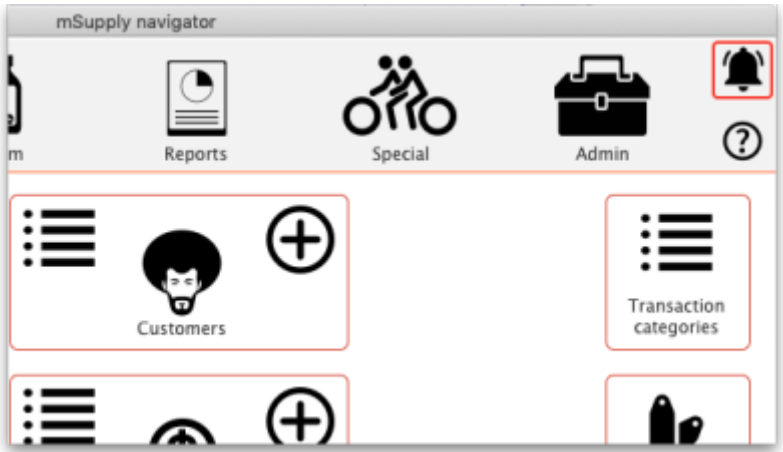 mSupply navigator
m
Reports
Special
Admin
?
Customers
Transaction
categories